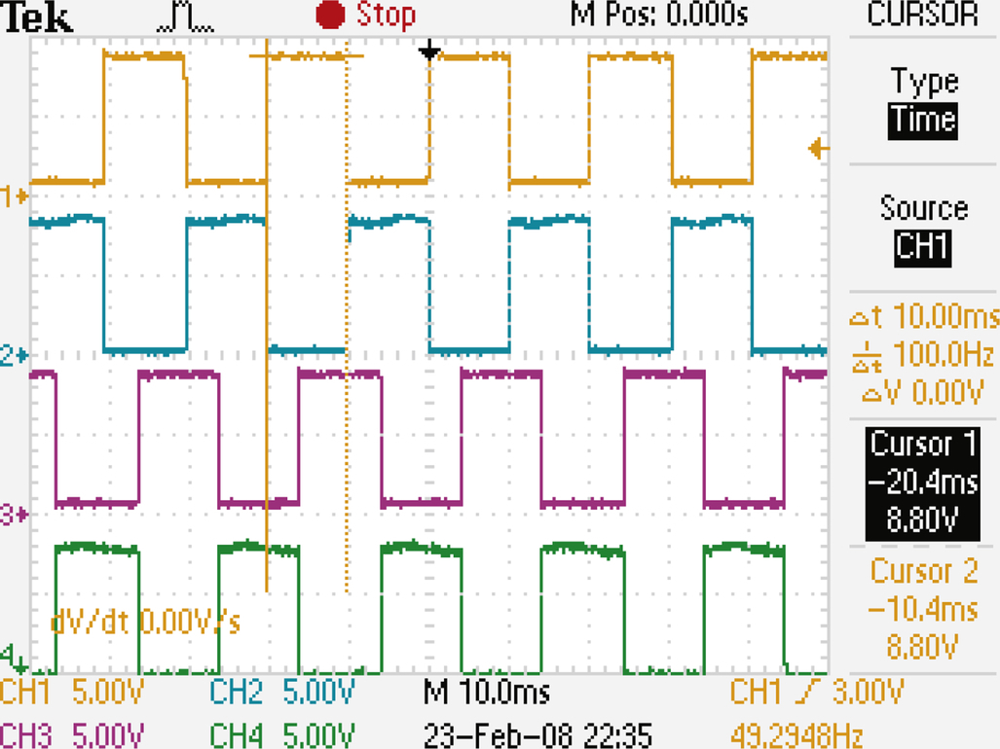 Tek Stop M Pos: 0.000s CURSOR
Type
Time
Source
CH1
Δt 10.00ms
1/Δt 100.0Hz
ΔV 0.00V
Cursor 1
-20.4ms
8.80V
Cursor 2
-10.4ms
8.80V
1
2
3
4
dV/dt 0.00V/s
CH1 5.00V CH2 5.00V M 10.0ms CH1 3.00V
CH3 5.00V CH4 5.00V 23-Feb-08 22:35 49.2948Hz